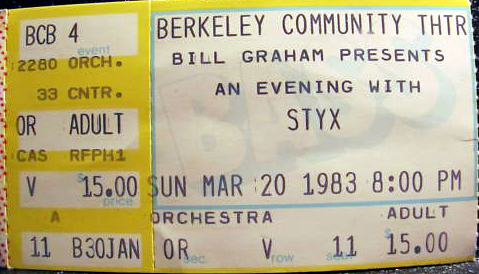 BCB 4
event
2280 ORCH.
33 CNTR.
OR ADULT
CAS RFPH1
V $ 15.00
price
A
11 B30JAN
BERKELEY COMMUNITY THTR
BILL GRAHAM PRESENTS
AN EVENING WITH
STYX
BASS
SUN MAR 20 1983 8:00 PM
ORCHESTRA ADULT
OR V 11 $ 15.00
sec. row seat